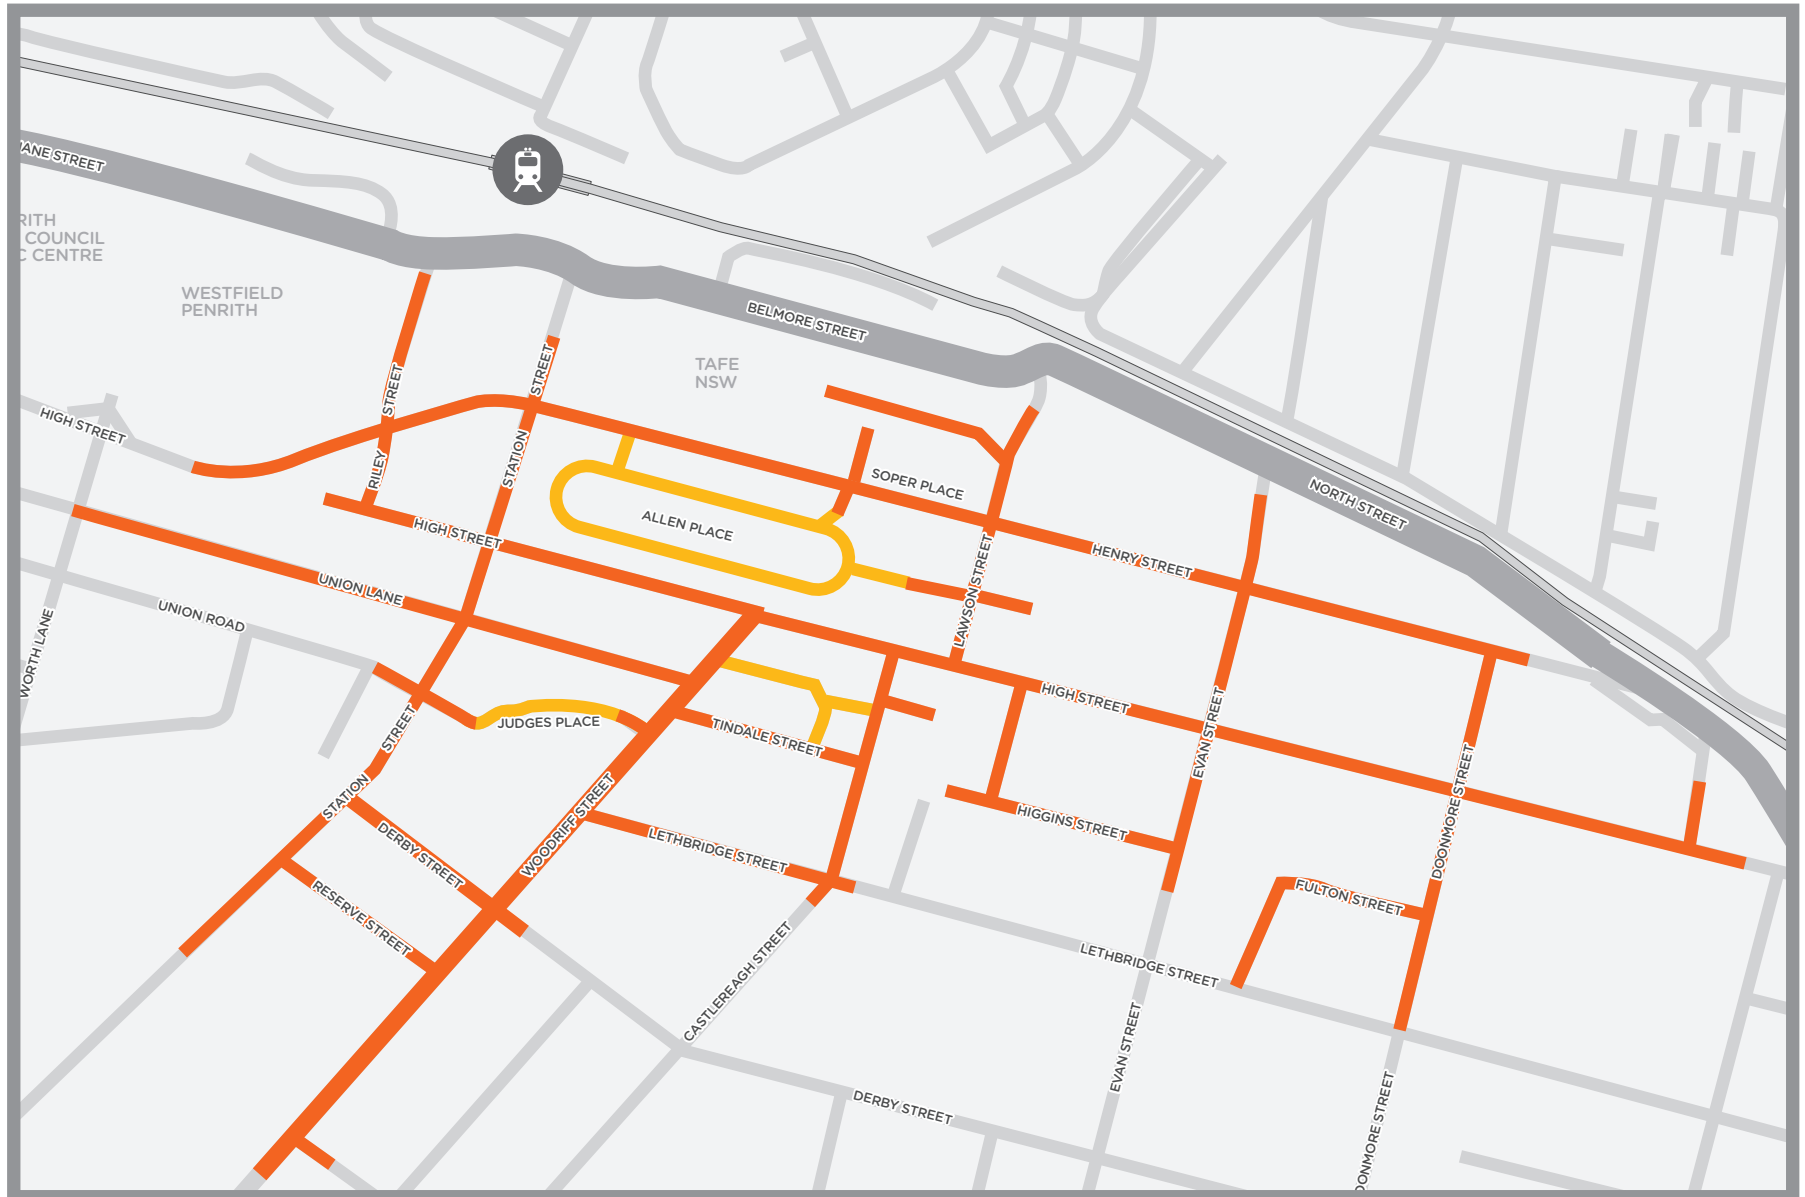 JANE STREET
RITH
COUNCIL
C CENTRE
WESTFIELD
PENRITH
BELMORE STREET
TAFE
NSW
HIGH STREET
RILEY STREET
STATION STREET
SOPER PLACE
ALLEN PLACE
NORTH STREET
HIGH STREET
HENRY STREET
LAWSON STREET
UNION LANE
UNION ROAD
WORTH LANE
HIGH STREET
EVAN STREET
JUDGES PLACE
TINDALE STREET
STATION STREET
DOONMORE STREET
WOODRIFF STREET
HIGGINS STREET
DERBY STREET
LETHBRIDGE STREET
RESERVE STREET
FULTON STREET
CASTLEREAGH STREET
LETHBRIDGE STREET
EVAN STREET
DERBY STREET
OONMORE STREET